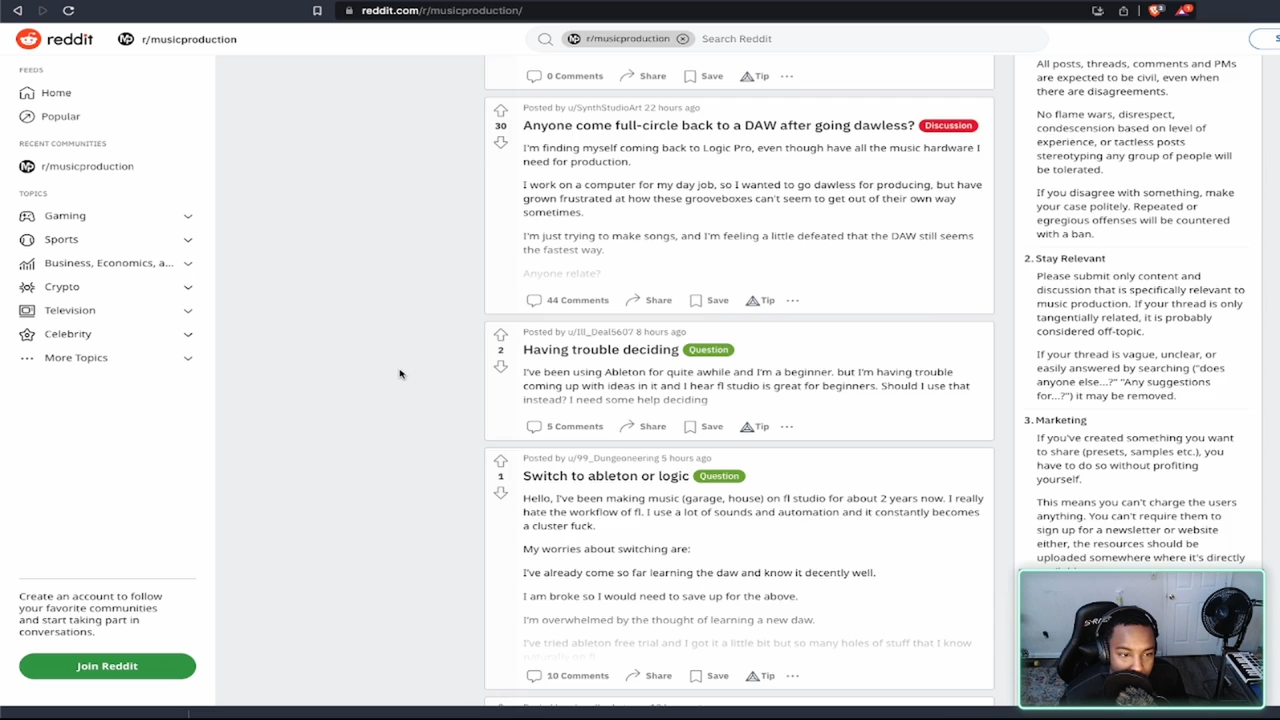 reddit.com/r/musicproduction/
reddit
r/musicproduction
r/musicproduction
Search Reddit
FEEDS
Home
Popular
RECENT COMMUNITIES
r/musicproduction
TOPICS
Gaming
Sports
Business, Economics, a...
Crypto
Television
Celebrity
More Topics
Create an account to follow
your favorite communities
and start taking part in
conversations.
Join Reddit
0 Comments Share Save Tip
Posted by u/SynthStudioArt 22 hours ago
30
Anyone come full-circle back to a DAW after going dawless? Discussion
I'm finding myself coming back to Logic Pro, even though have all the music hardware I
need for production.
I work on a computer for my day job, so I wanted to go dawless for producing, but have
grown frustrated at how these grooveboxes can't seem to get out of their own way
sometimes.
I'm just trying to make songs, and I'm feeling a little defeated that the DAW still seems
the fastest way.
Anyone relate?
44 Comments Share Save Tip
Posted by u/Ill_Deal5607 8 hours ago
2
Having trouble deciding Question
I've been using Ableton for quite awhile and I'm a beginner. but I'm having trouble
coming up with ideas in it and I hear fl studio is great for beginners. Should I use that
instead? I need some help deciding
5 Comments Share Save Tip
Posted by u/99_Dungeoneering 5 hours ago
1
Switch to ableton or logic Question
Hello, I've been making music (garage, house) on fl studio for about 2 years now. I really
hate the workflow of fl. I use a lot of sounds and automation and it constantly becomes
a cluster fuck.
My worries about switching are:
I've already come so far learning the daw and know it decently well.
I am broke so I would need to save up for the above.
I'm overwhelmed by the thought of learning a new daw.
I've tried ableton free trial and I got it a little bit but so many holes of stuff that I know
naturally on fl
10 Comments Share Save Tip
All posts, threads, comments and PMs
are expected to be civil, even when
there are disagreements.
No flame wars, disrespect,
condescension based on level of
experience, or tactless posts
stereotyping any group of people will
be tolerated.
If you disagree with something, make
your case politely. Repeated or
egregious offenses will be countered
with a ban.
2. Stay Relevant
Please submit only content and
discussion that is specifically relevant to
music production. If your thread is only
tangentially related, it is probably
considered off-topic.
If your thread is vague, unclear, or
easily answered by searching ("does
anyone else...?" "Any suggestions
for...?") it may be removed.
3. Marketing
If you've created something you want
to share (presets, samples etc.), you
have to do so without profiting
yourself.
This means you can't charge the users
anything. You can't require them to
sign up for a newsletter or website
either, the resources should be
uploaded somewhere where it's directly